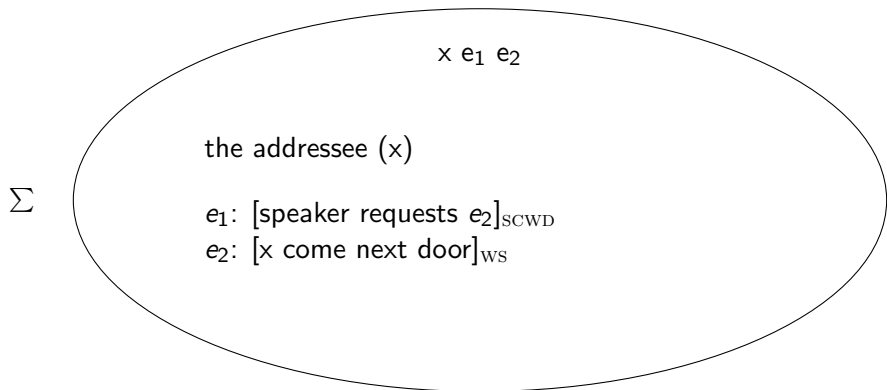 x e₁ e₂
the addressee (x)
Σ
e₁: [speaker requests e₂]SCWD
e₂: [x come next door]WS